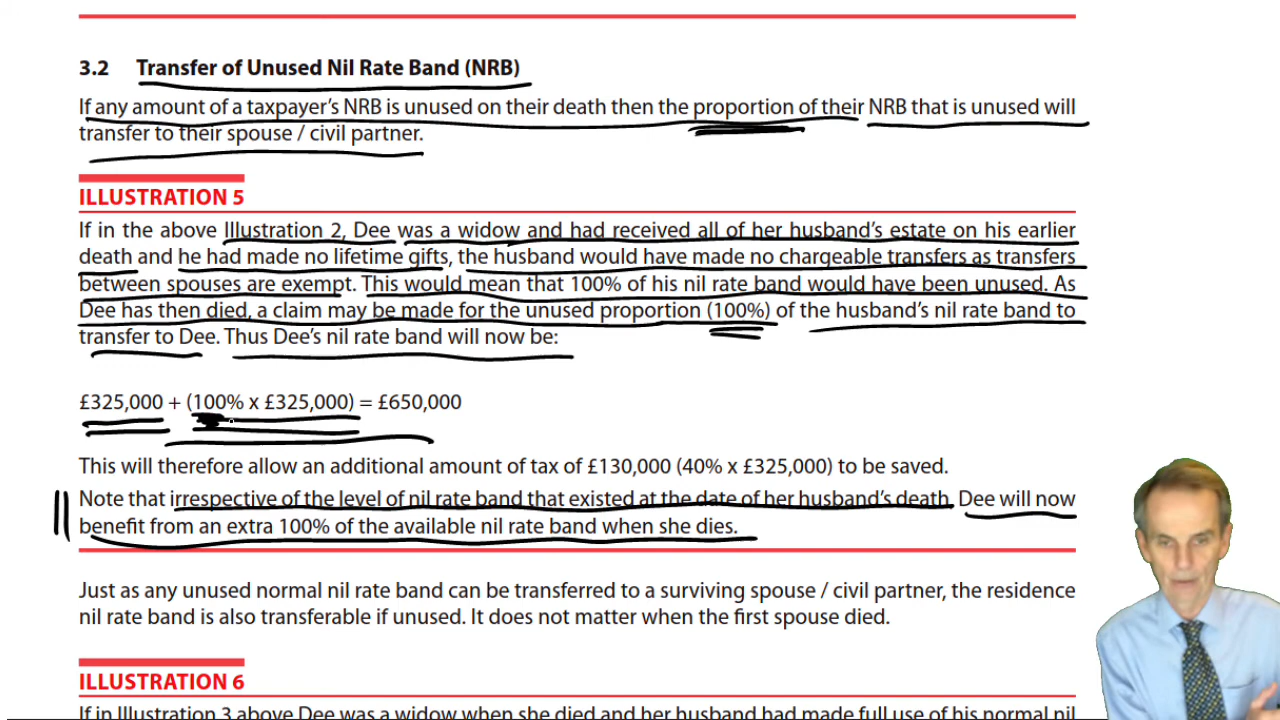 3.2 Transfer of Unused Nil Rate Band (NRB)
If any amount of a taxpayer's NRB is unused on their death then the proportion of their NRB that is unused will
transfer to their spouse / civil partner.
ILLUSTRATION 5
If in the above Illustration 2, Dee was a widow and had received all of her husband's estate on his earlier
death and he had made no lifetime gifts, the husband would have made no chargeable transfers as transfers
between spouses are exempt. This would mean that 100% of his nil rate band would have been unused. As
Dee has then died, a claim may be made for the unused proportion (100%) of the husband's nil rate band to
transfer to Dee. Thus Dee's nil rate band will now be:
£325,000 + (100% x £325,000) = £650,000
This will therefore allow an additional amount of tax of £130,000 (40% x £325,000) to be saved.
Note that irrespective of the level of nil rate band that existed at the date of her husband's death. Dee will now
benefit from an extra 100% of the available nil rate band when she dies.
Just as any unused normal nil rate band can be transferred to a surviving spouse / civil partner, the residence
nil rate band is also transferable if unused. It does not matter when the first spouse died.
ILLUSTRATION 6
If in Illustration 3 above Dee was a widow when she died and her husband had made full use of his normal nil